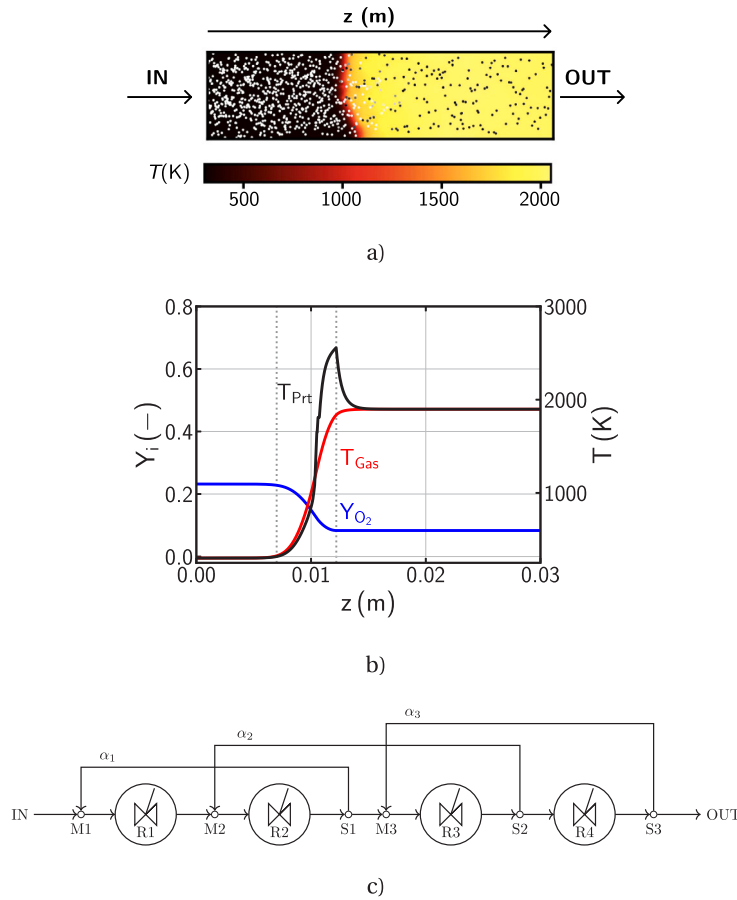 z (m)
IN
OUT
T(K)
500 1000 1500 2000
a)
0.8 3000
0.6
T_Prt 2000
0.4
T_Gas
Y_i (−) T (K)
0.2 1000
Y_O₂
0.0
0.00 0.01 0.02 0.03
z (m)
b)
α₃
α₂
α₁
IN OUT
M1 R1 M2 R2 S1 M3 R3 S2 R4 S3
c)